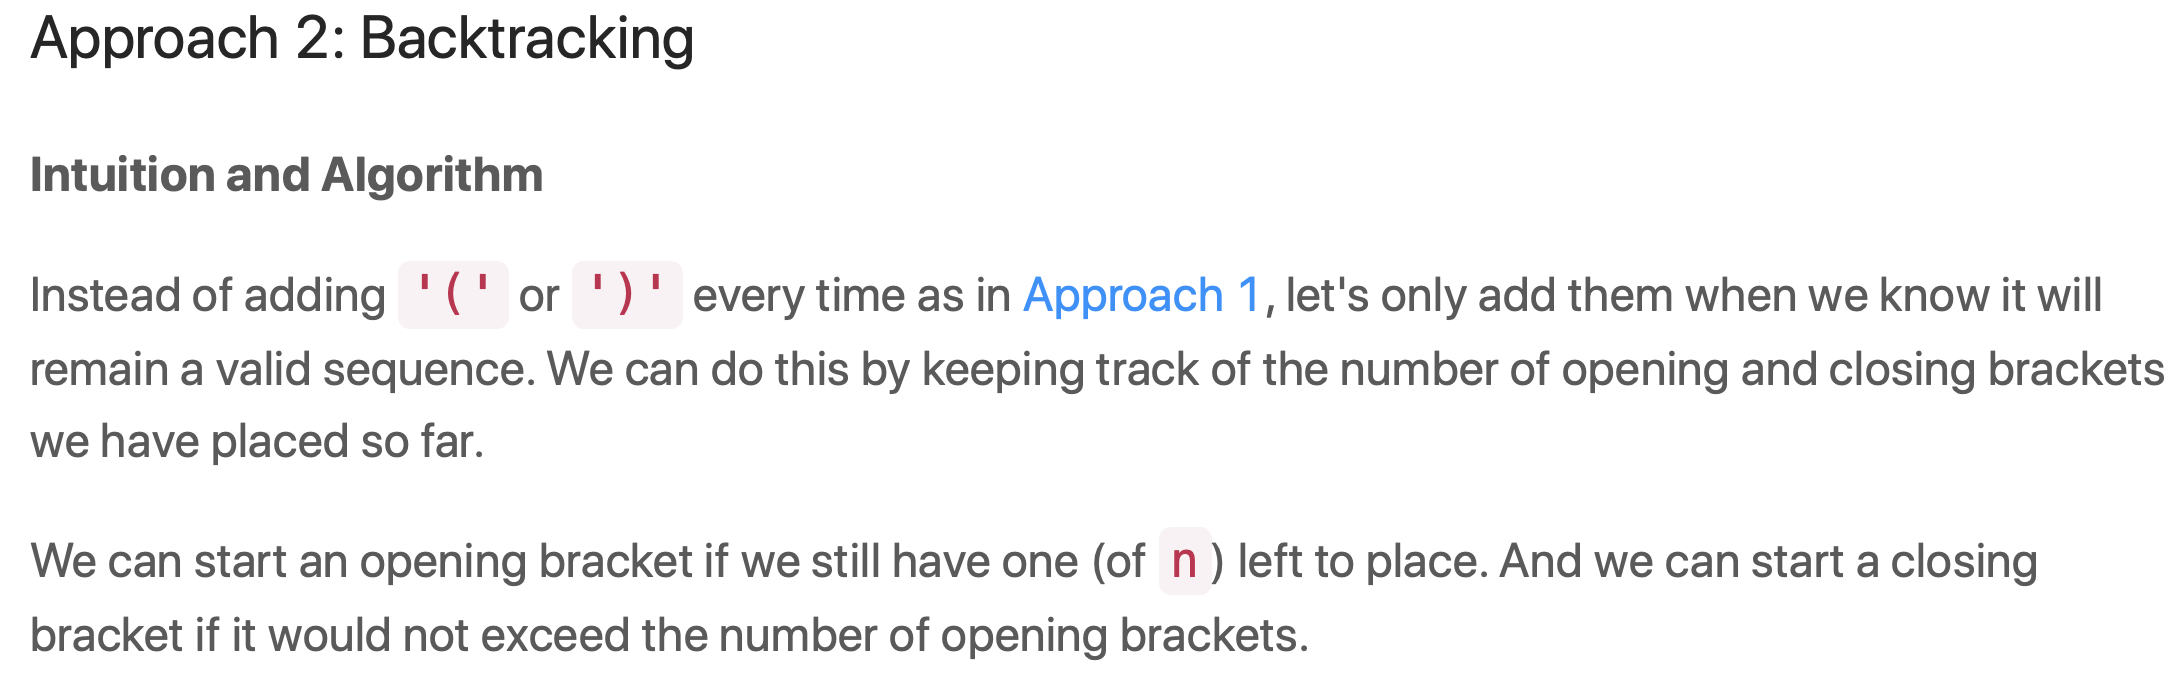 Approach 2: Backtracking
Intuition and Algorithm
Instead of adding '(' or ')' every time as in Approach 1, let's only add them when we know it will
remain a valid sequence. We can do this by keeping track of the number of opening and closing brackets
we have placed so far.
We can start an opening bracket if we still have one (of n) left to place. And we can start a closing
bracket if it would not exceed the number of opening brackets.